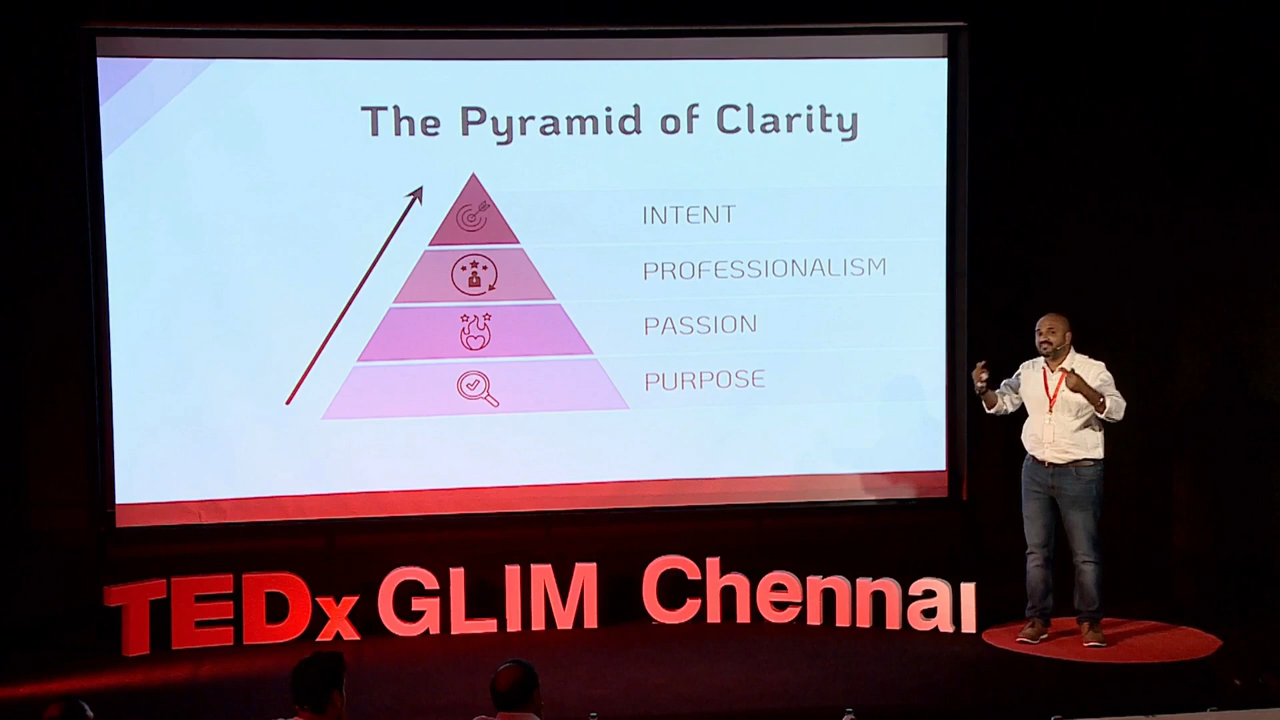 The Pyramid of Clarity
INTENT
PROFESSIONALISM
PASSION
PURPOSE
TEDx GLIM Chennai